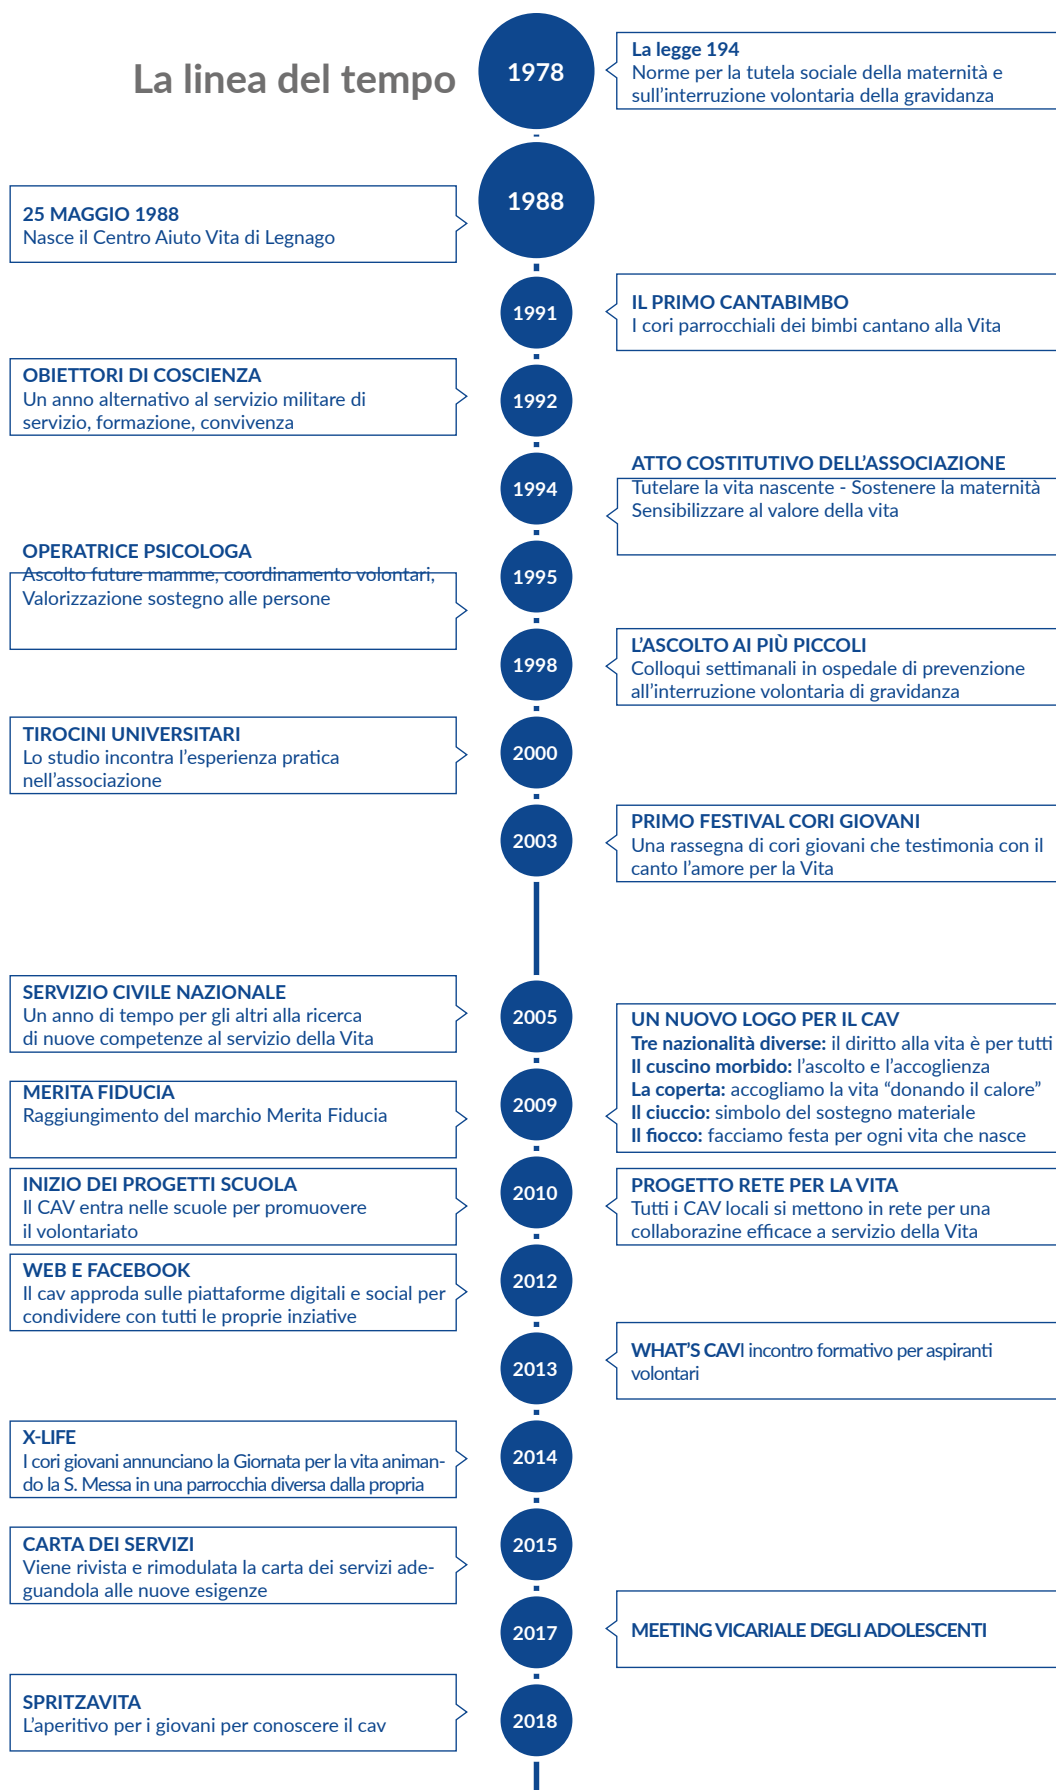 La linea del tempo
1978
La legge 194
Norme per la tutela sociale della maternità e
sull'interruzione volontaria della gravidanza
1988
25 MAGGIO 1988
Nasce il Centro Aiuto Vita di Legnago
1991
IL PRIMO CANTABIMBO
I cori parrocchiali dei bimbi cantano alla Vita
OBIETTORI DI COSCIENZA
Un anno alternativo al servizio militare di
servizio, formazione, convivenza
1992
1994
ATTO COSTITUTIVO DELL'ASSOCIAZIONE
Tutelare la vita nascente - Sostenere la maternità
Sensibilizzare al valore della vita
OPERATRICE PSICOLOGA
Ascolto future mamme, coordinamento volontari,
Valorizzazione sostegno alle persone
1995
1998
L'ASCOLTO AI PIÙ PICCOLI
Colloqui settimanali in ospedale di prevenzione
all'interruzione volontaria di gravidanza
TIROCINI UNIVERSITARI
Lo studio incontra l'esperienza pratica
nell'associazione
2000
2003
PRIMO FESTIVAL CORI GIOVANI
Una rassegna di cori giovani che testimonia con il
canto l'amore per la Vita
SERVIZIO CIVILE NAZIONALE
Un anno di tempo per gli altri alla ricerca
di nuove competenze al servizio della Vita
2005
UN NUOVO LOGO PER IL CAV
Tre nazionalità diverse: il diritto alla vita è per tutti
Il cuscino morbido: l'ascolto e l'accoglienza
La coperta: accogliamo la vita “donando il calore”
Il ciuccio: simbolo del sostegno materiale
Il fiocco: facciamo festa per ogni vita che nasce
MERITA FIDUCIA
Raggiungimento del marchio Merita Fiducia
2009
INIZIO DEI PROGETTI SCUOLA
Il CAV entra nelle scuole per promuovere
il volontariato
2010
PROGETTO RETE PER LA VITA
Tutti i CAV locali si mettono in rete per una
collaborazine efficace a servizio della Vita
WEB E FACEBOOK
Il cav approda sulle piattaforme digitali e social per
condividere con tutti le proprie inziative
2012
2013
WHAT'S CAVI incontro formativo per aspiranti
volontari
X-LIFE
I cori giovani annunciano la Giornata per la vita animan-
do la S. Messa in una parrocchia diversa dalla propria
2014
CARTA DEI SERVIZI
Viene rivista e rimodulata la carta dei servizi ade-
guandola alle nuove esigenze
2015
2017
MEETING VICARIALE DEGLI ADOLESCENTI
SPRITZAVITA
L'aperitivo per i giovani per conoscere il cav
2018